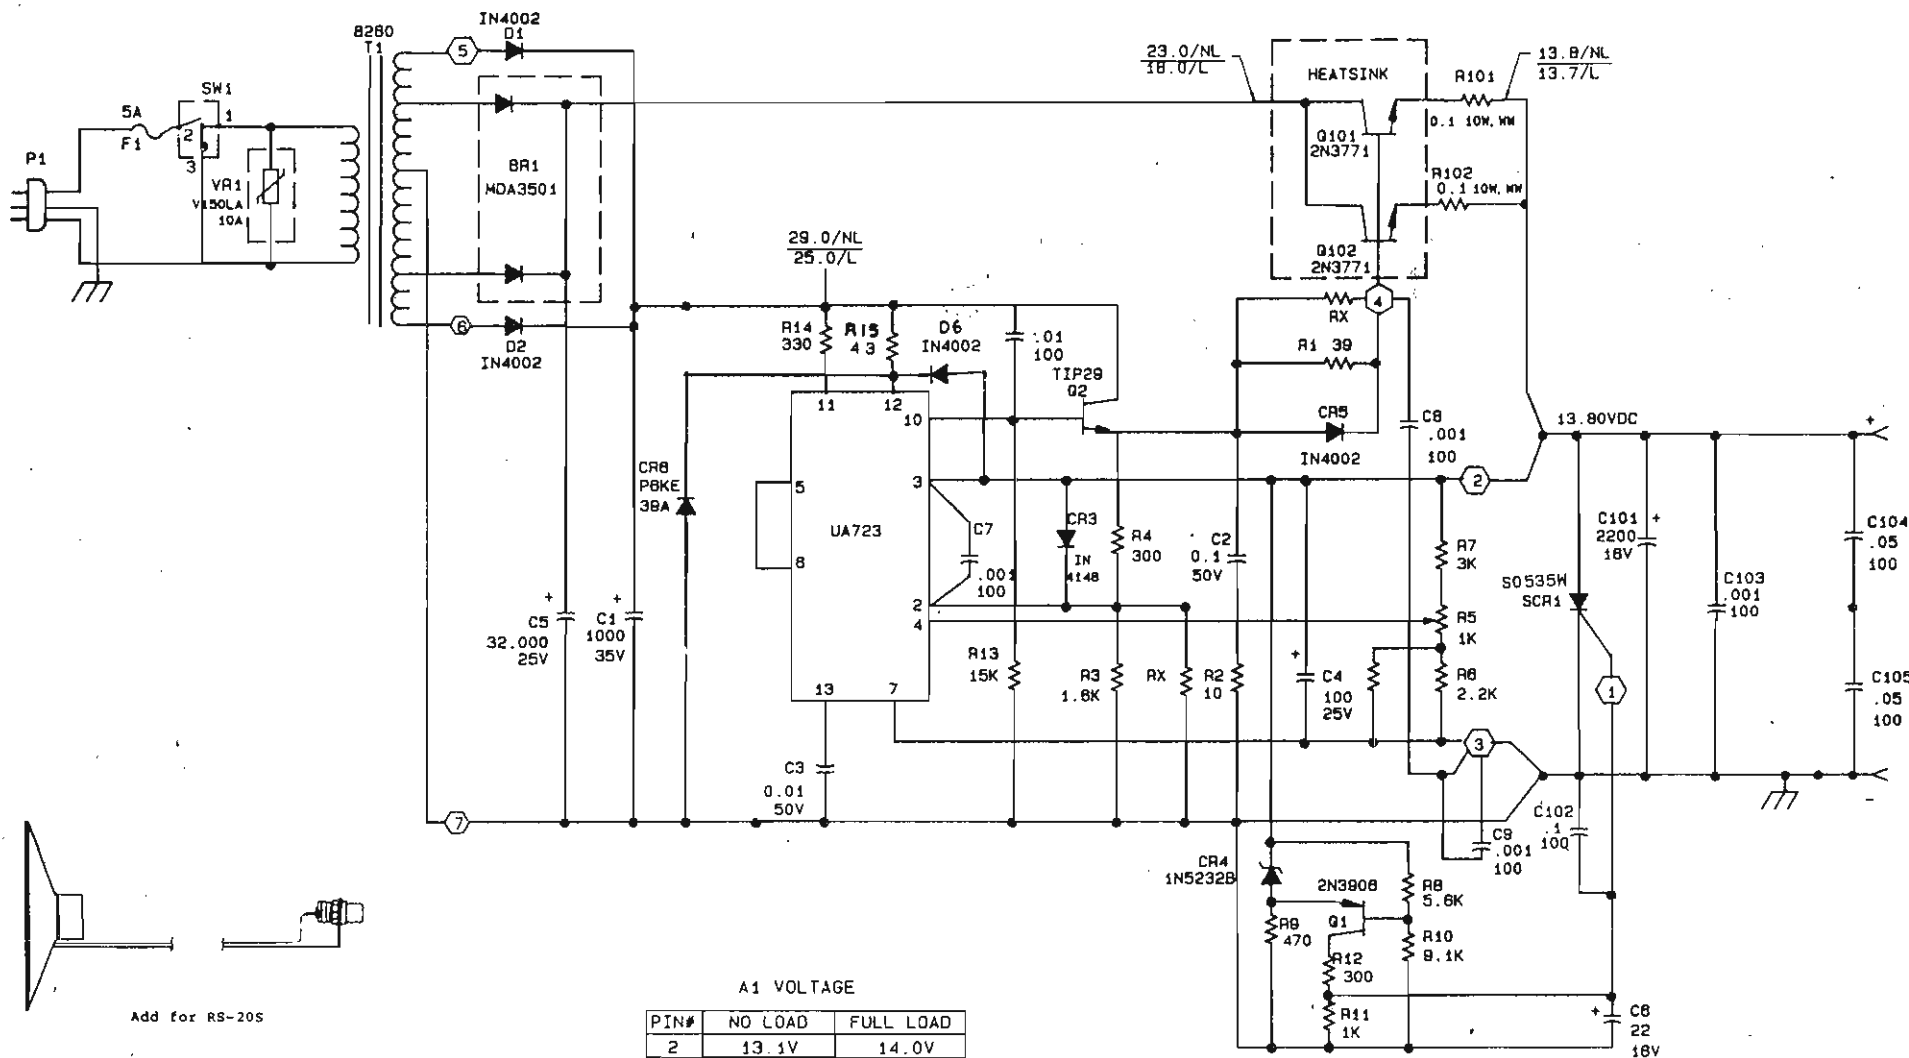 IN4002
D1
8280
T1
5
SW1
1
2
3
5A
F1
P1
VR1
V150LA
10A
BR1
MDA3501
6
D2
IN4002
23.0/NL
18.0/L
HEATSINK
R101
0.1 10W, WW
13.8/NL
13.7/L
Q101
2N3771
R102
0.1 10W, WW
Q102
2N3771
4
RX
R1 39
29.0/NL
25.0/L
R14
330
R15
43
D6
IN4002
.01
100
TIP29
Q2
CR5
IN4002
C8
.001
100
13.80VDC
+
11
12
10
5
3
UA723
8
2
4
13
7
CR8
P6KE
39A
C7
.001
100
CR3
IN
4148
R4
300
C2
0.1
50V
2
R7
3K
R5
1K
R6
2.2K
S0535W
SCR1
C101
2200
16V
+
C103
.001
100
C104
.05
100
C105
.05
100
1
+
C5
32.000
25V
+
C1
1000
35V
R13
15K
R3
1.8K
RX
R2
10
+
C4
100
25V
3
C3
0.01
50V
7
C9
.001
100
C102
.1
100
-
CR4
1N5232B
2N3906
Q1
R8
5.6K
R9
470
R10
9.1K
R12
300
R11
1K
+
C6
22
16V
Add for RS-20S
A1 VOLTAGE
PIN# NO LOAD FULL LOAD
2 13.1V 14.0V